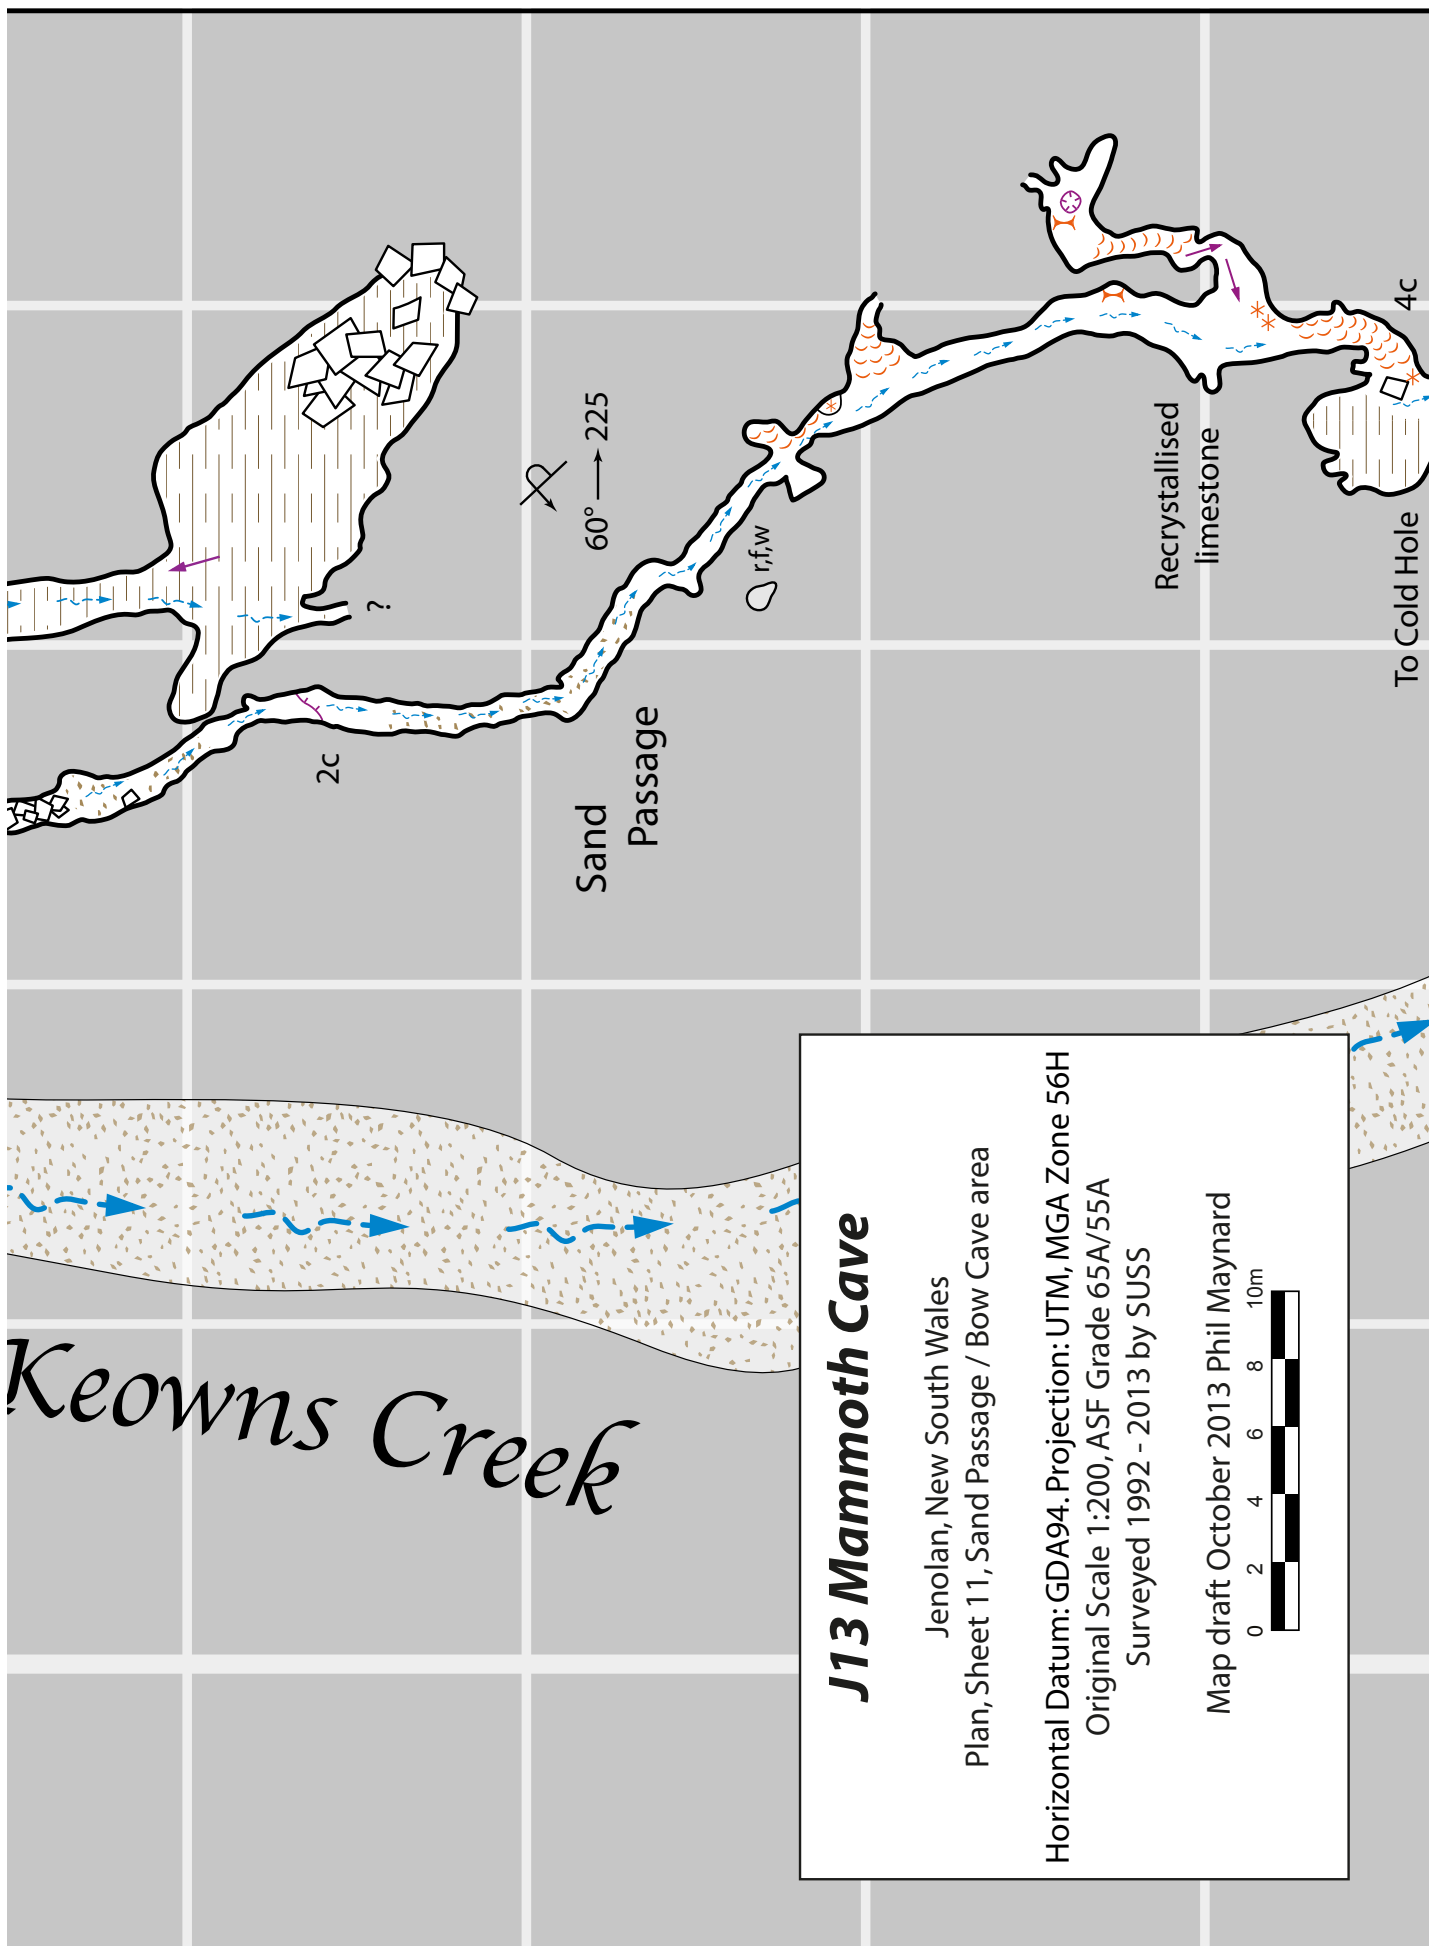 Keowns Creek
Sand
Passage
2c
?
60° 225
r,f,w
Recrystallised
limestone
To Cold Hole
4c
J13 Mammoth Cave
Jenolan, New South Wales
Plan, Sheet 11, Sand Passage / Bow Cave area
Horizontal Datum: GDA94. Projection: UTM, MGA Zone 56H
Original Scale 1:200, ASF Grade 65A/55A
Surveyed 1992 - 2013 by SUSS
Map draft October 2013 Phil Maynard
0 2 4 6 8 10m